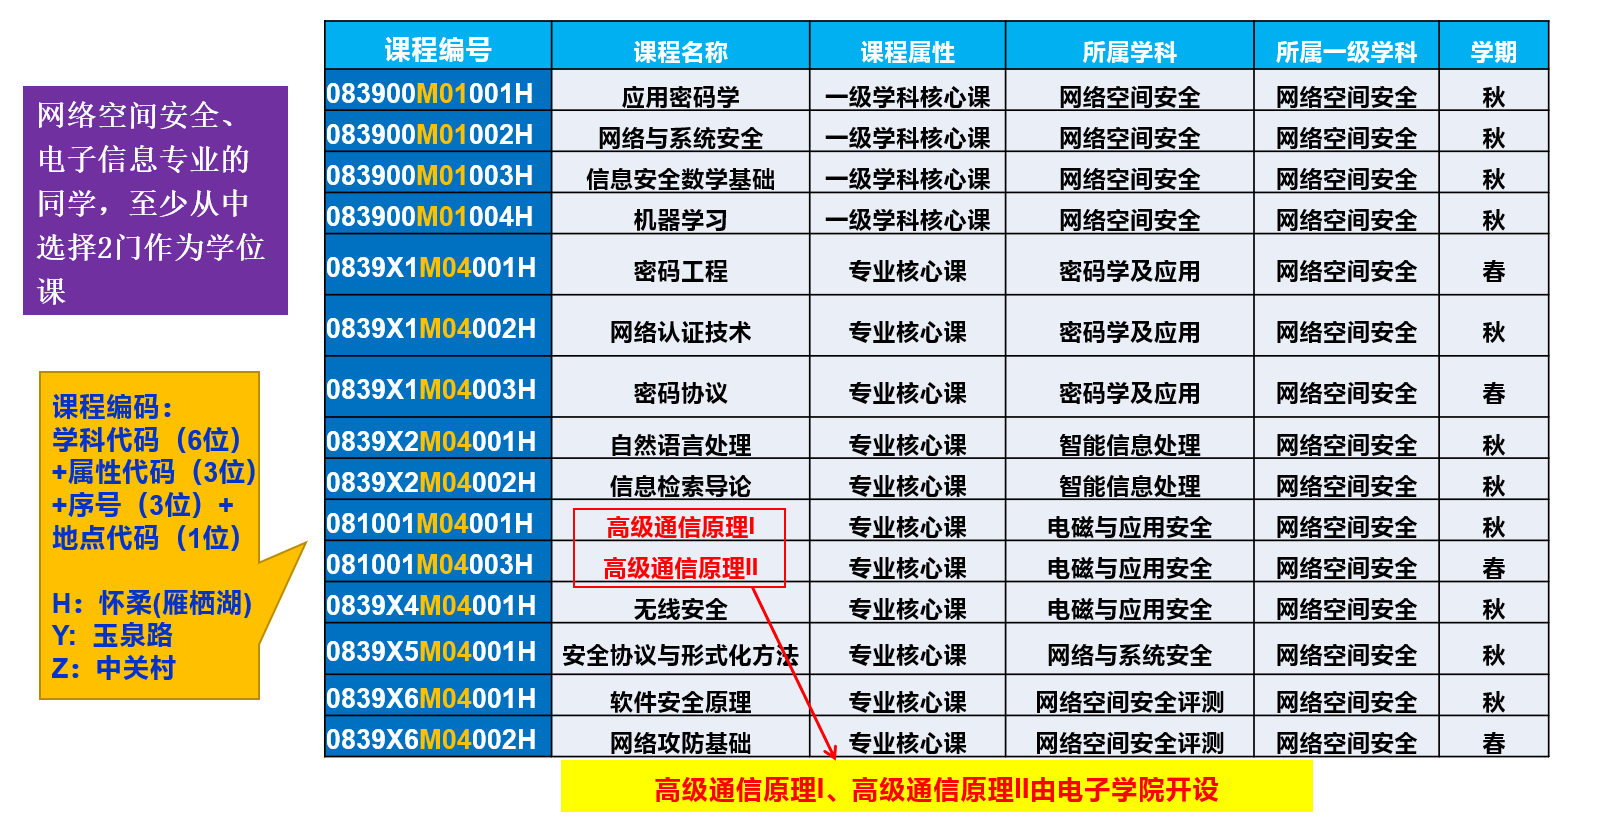 网络空间安全、
电子信息专业的
同学，至少从中
选择2门作为学位
课
课程编码：
学科代码（6位）
+属性代码（3位）
+序号（3位）+
地点代码（1位）
H：怀柔(雁栖湖)
Y:  玉泉路
Z：中关村
课程编号 课程名称 课程属性 所属学科 所属一级学科 学期
083900M01001H 应用密码学 一级学科核心课 网络空间安全 网络空间安全 秋
083900M01002H 网络与系统安全 一级学科核心课 网络空间安全 网络空间安全 秋
083900M01003H 信息安全数学基础 一级学科核心课 网络空间安全 网络空间安全 秋
083900M01004H 机器学习 一级学科核心课 网络空间安全 网络空间安全 秋
0839X1M04001H 密码工程 专业核心课 密码学及应用 网络空间安全 春
0839X1M04002H 网络认证技术 专业核心课 密码学及应用 网络空间安全 秋
0839X1M04003H 密码协议 专业核心课 密码学及应用 网络空间安全 春
0839X2M04001H 自然语言处理 专业核心课 智能信息处理 网络空间安全 秋
0839X2M04002H 信息检索导论 专业核心课 智能信息处理 网络空间安全 秋
081001M04001H 高级通信原理I 专业核心课 电磁与应用安全 网络空间安全 秋
081001M04003H 高级通信原理II 专业核心课 电磁与应用安全 网络空间安全 春
0839X4M04001H 无线安全 专业核心课 电磁与应用安全 网络空间安全 秋
0839X5M04001H 安全协议与形式化方法 专业核心课 网络与系统安全 网络空间安全 秋
0839X6M04001H 软件安全原理 专业核心课 网络空间安全评测 网络空间安全 秋
0839X6M04002H 网络攻防基础 专业核心课 网络空间安全评测 网络空间安全 春
高级通信原理I、高级通信原理II由电子学院开设